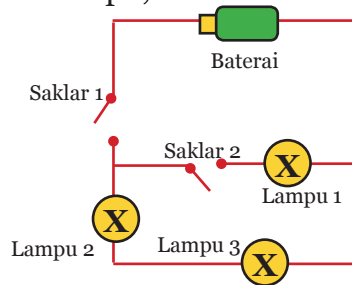 Baterai
Saklar 1
Saklar 2
X
Lampu 1
X
Lampu 2
Lampu 3
X